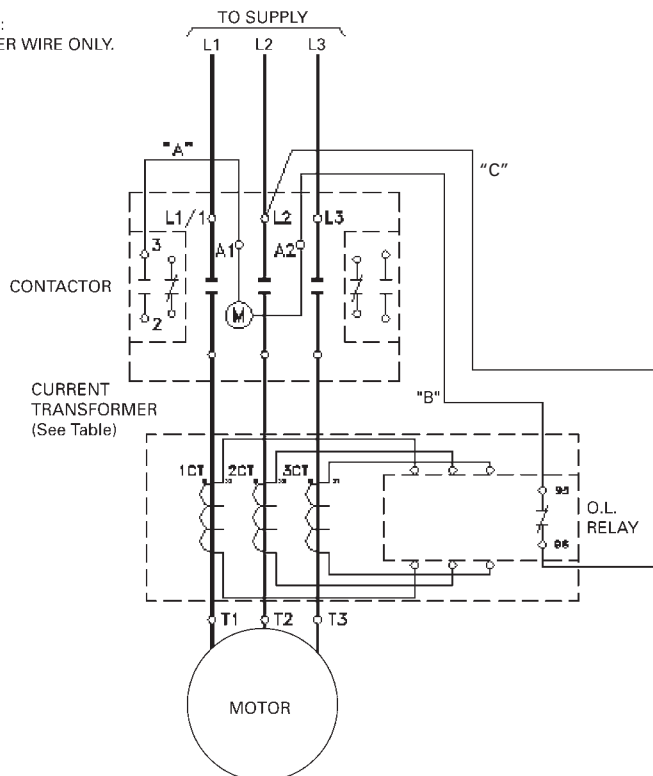 TO SUPPLY
:
ER WIRE ONLY.
L1 L2 L3
"A"
"C"
L1/1 L2 L3
3 A1 A2
CONTACTOR
M
2
CURRENT
TRANSFORMER
(See Table)
"B"
1CT 2CT 3CT
95
O.L.
RELAY
96
T1 T2 T3
MOTOR